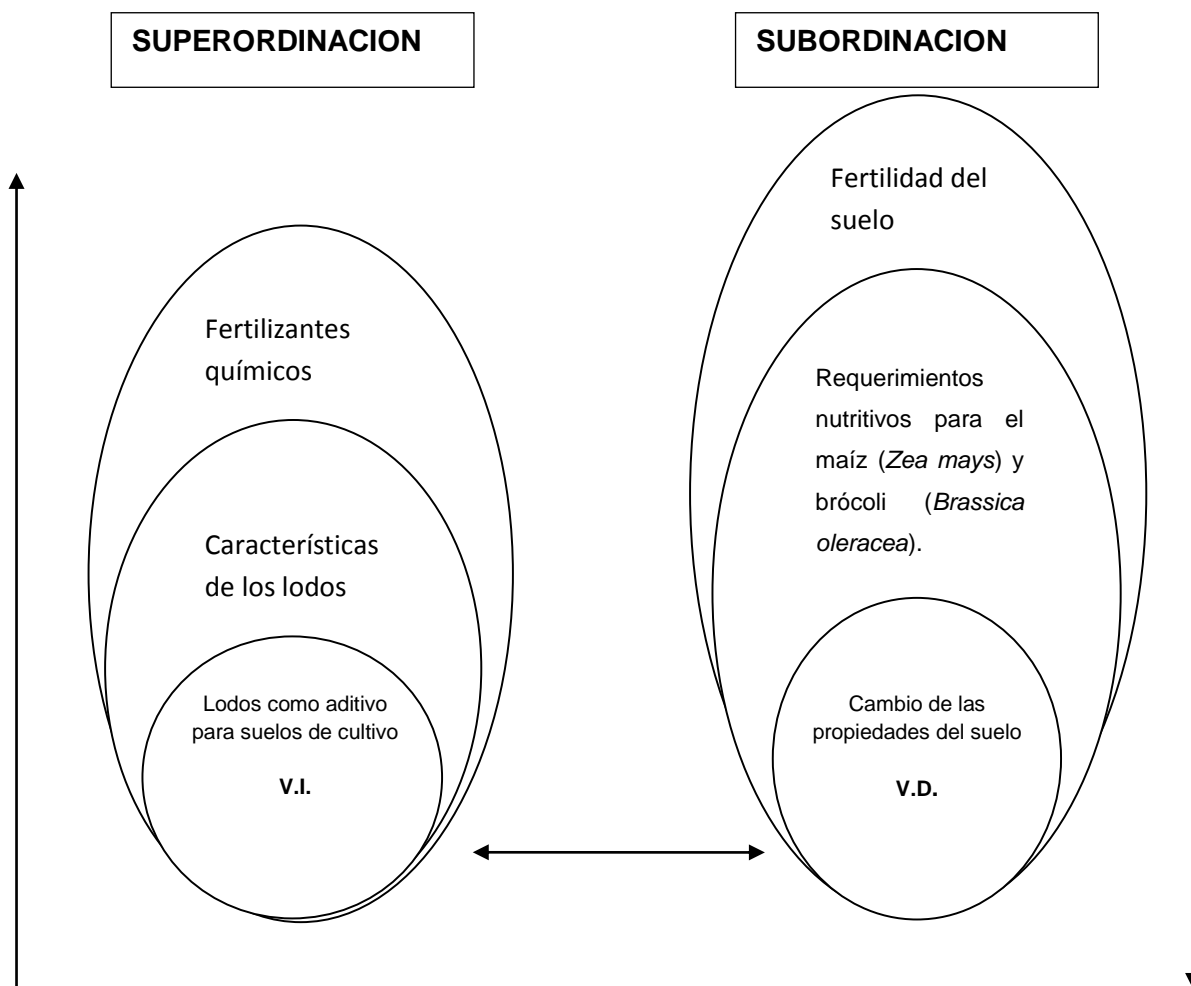 SUPERORDINACION
SUBORDINACION
Fertilizantes
químicos
Características
de los lodos
Lodos como aditivo
para suelos de cultivo
V.I.
Fertilidad del
suelo
Requerimientos
nutritivos para el
maíz (Zea mays) y
brócoli (Brassica
oleracea).
Cambio de las
propiedades del suelo
V.D.